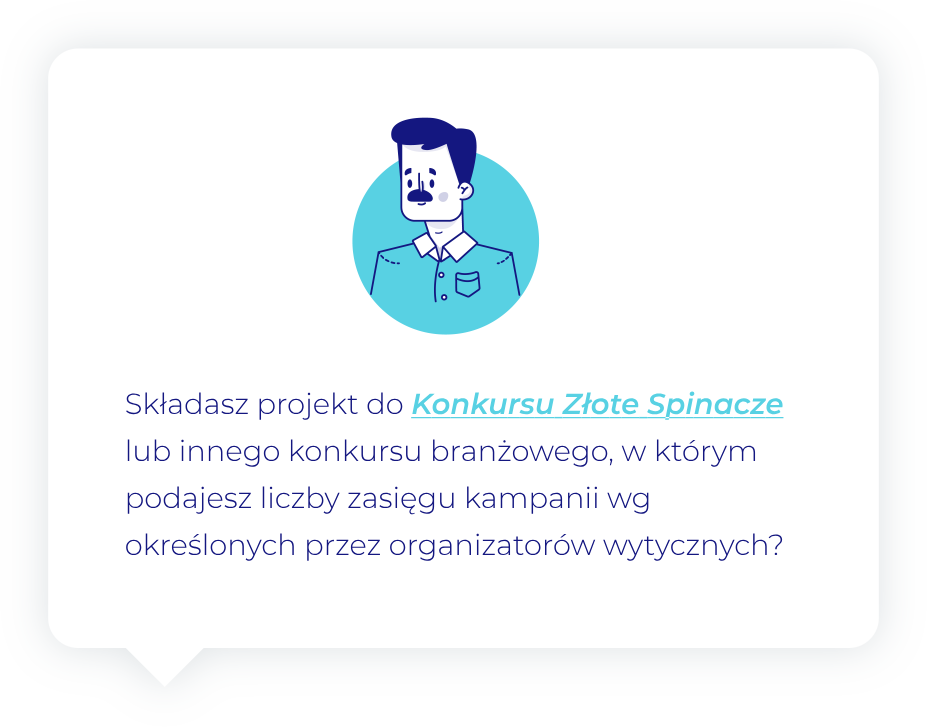 Składasz projekt do Konkursu Złote Spinacze
lub innego konkursu branżowego, w którym
podajesz liczby zasięgu kampanii wg
określonych przez organizatorów wytycznych?